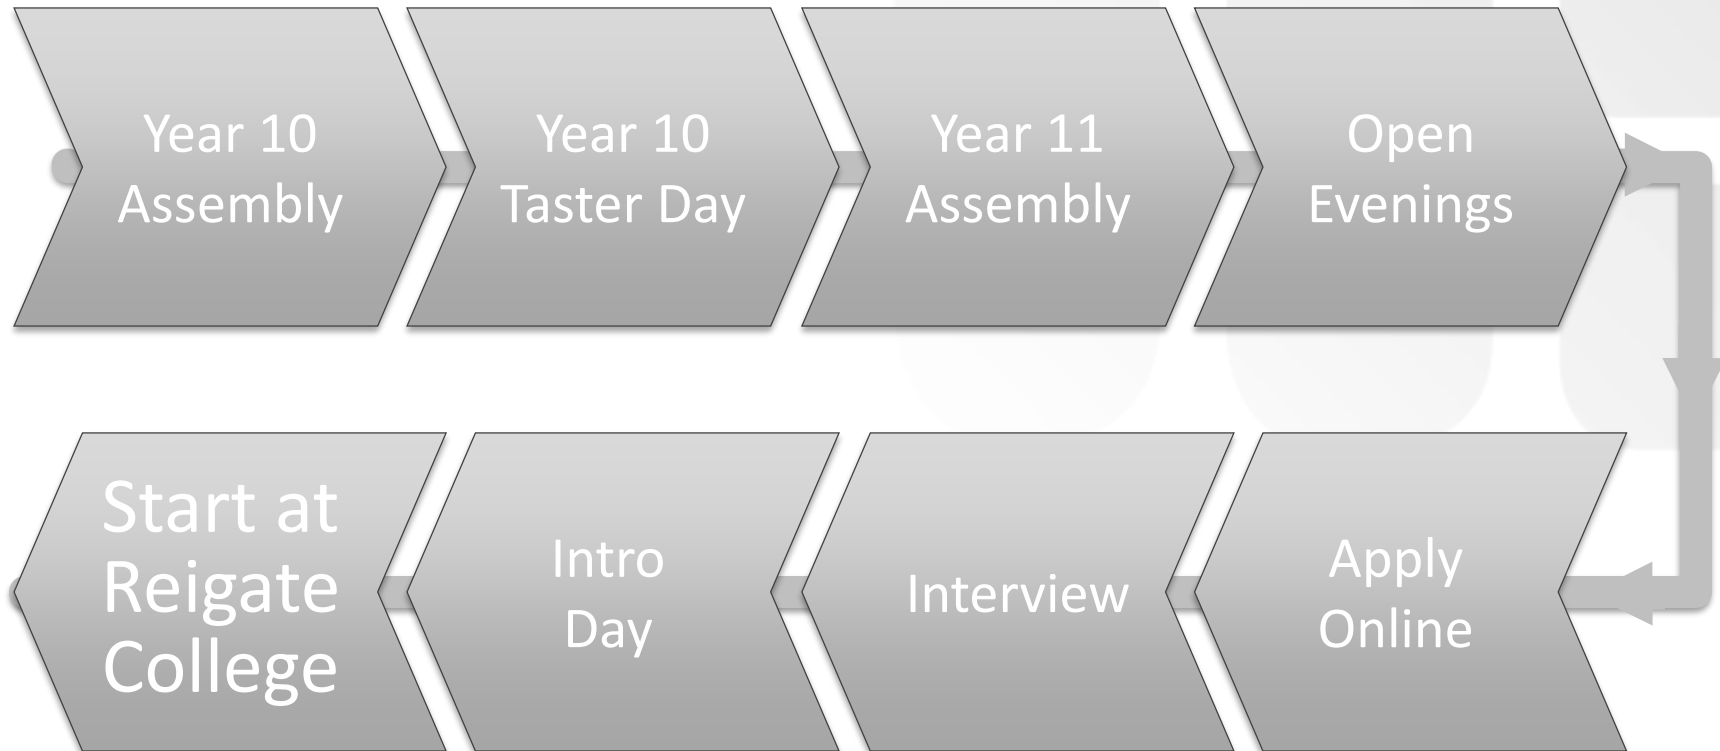 Year 10
Assembly
Year 10
Taster Day
Year 11
Assembly
Open
Evenings
Apply
Online
Interview
Intro
Day
Start at
Reigate
College